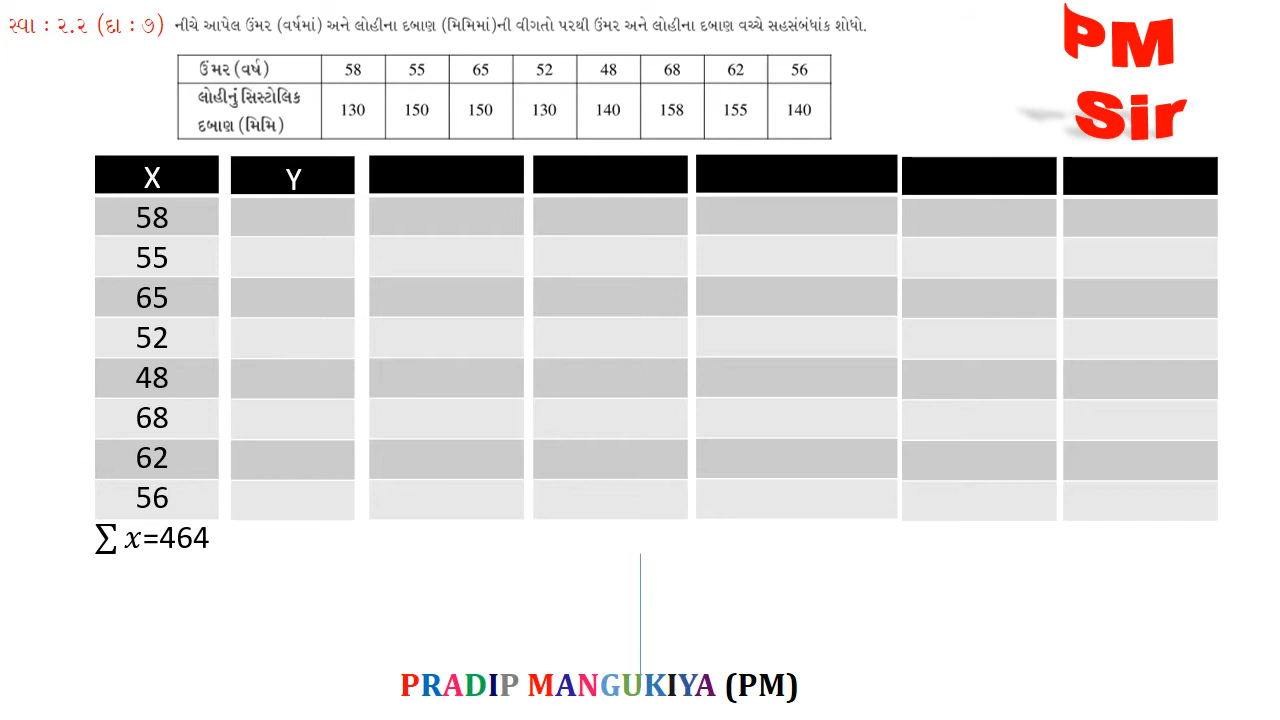 સ્વા : ૨.૨ (દા : ૭) નીચે આપેલ ઉંમર (વર્ષમાં) અને લોહીના દબાણ (મિમિમાં)ની વીગતો પરથી ઉંમર અને લોહીના દબાણ વચ્ચે સહસંબંધાંક શોધો.
PM
Sir
ઉંમર (વર્ષ) 58 55 65 52 48 68 62 56
લોહીનું સિસ્ટોલિક દબાણ (મિમિ) 130 150 150 130 140 158 155 140
X Y
58
55
65
52
48
68
62
56
∑ x=464
PRADIP MANGUKIYA (PM)